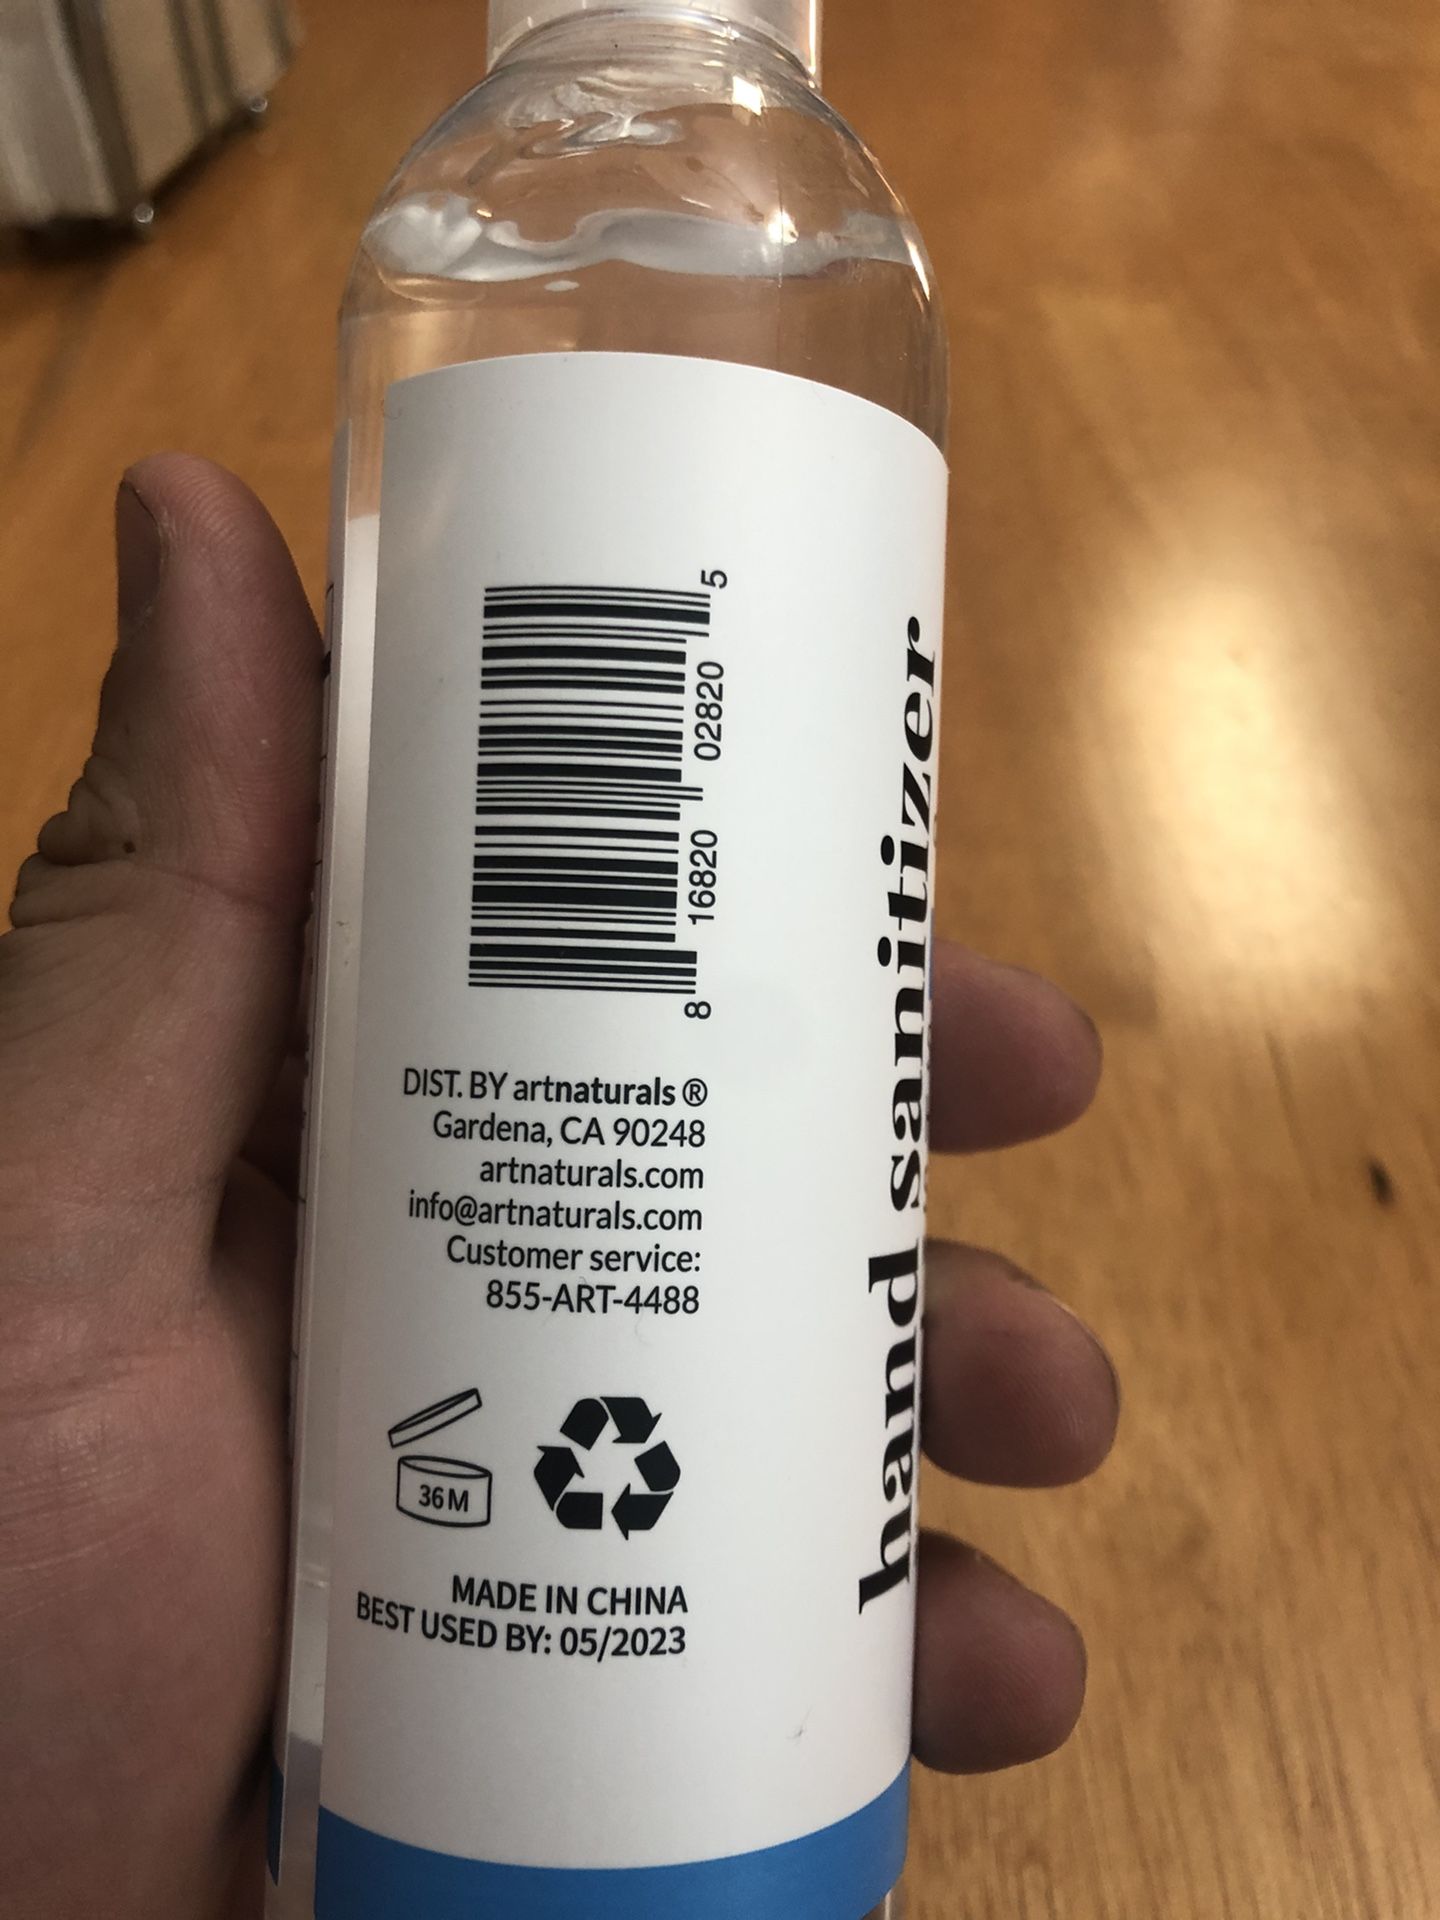 5
02820
16820
8
DIST. BY artnaturals ®
Gardena, CA 90248
artnaturals.com
info@artnaturals.com
Customer service:
855-ART-4488
36M
MADE IN CHINA
BEST USED BY: 05/2023
hand sanitizer